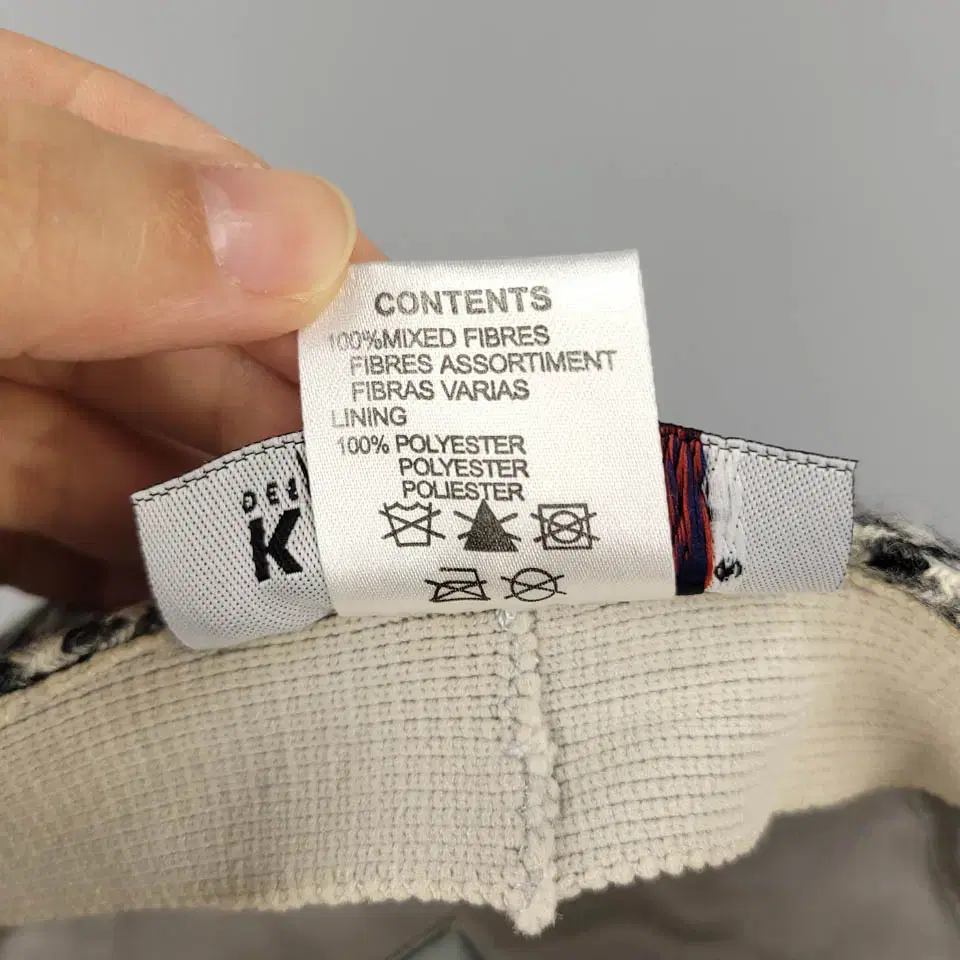 CONTENTS
100%MIXED FIBRES
FIBRES ASSORTIMENT
FIBRAS VARIAS
LINING
100% POLYESTER
POLYESTER
POLIESTER
K